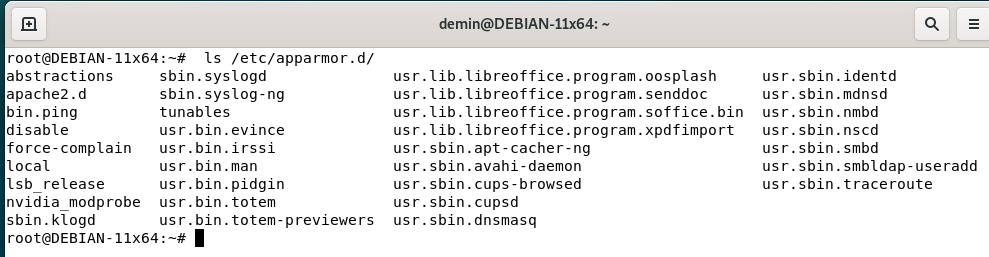 demin@DEBIAN-11x64: ~
root@DEBIAN-11x64:~#  ls /etc/apparmor.d/
abstractions     sbin.syslogd              usr.lib.libreoffice.program.oosplash     usr.sbin.identd
apache2.d        sbin.syslog-ng            usr.lib.libreoffice.program.senddoc      usr.sbin.mdnsd
bin.ping         tunables                  usr.lib.libreoffice.program.soffice.bin  usr.sbin.nmbd
disable          usr.bin.evince            usr.lib.libreoffice.program.xpdfimport   usr.sbin.nscd
force-complain   usr.bin.irssi             usr.sbin.apt-cacher-ng                   usr.sbin.smbd
local            usr.bin.man               usr.sbin.avahi-daemon                    usr.sbin.smbldap-useradd
lsb_release      usr.bin.pidgin            usr.sbin.cups-browsed                    usr.sbin.traceroute
nvidia_modprobe  usr.bin.totem             usr.sbin.cupsd
sbin.klogd       usr.bin.totem-previewers  usr.sbin.dnsmasq
root@DEBIAN-11x64:~#